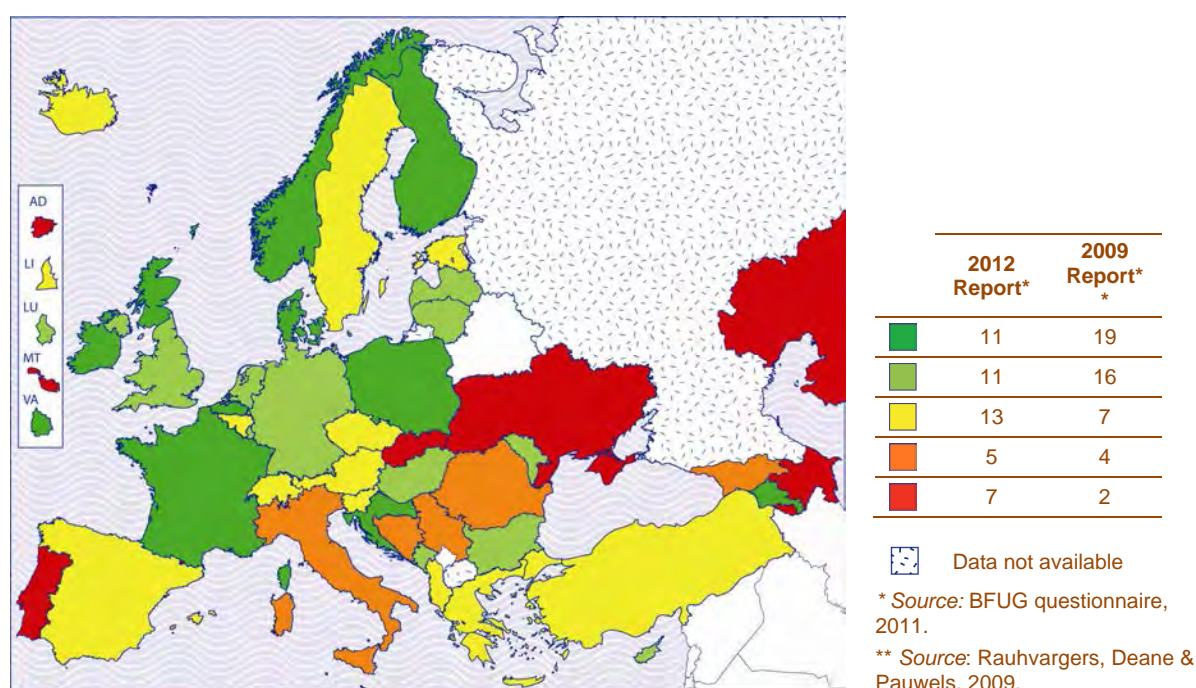 AD
LI
LU
MT
VA
2012 2009
Report* Report*
*
11 19
11 16
13 7
5 4
7 2
Data not available
* Source: BFUG questionnaire,
2011.
** Source: Rauhvargers, Deane &
Pauwels, 2009.